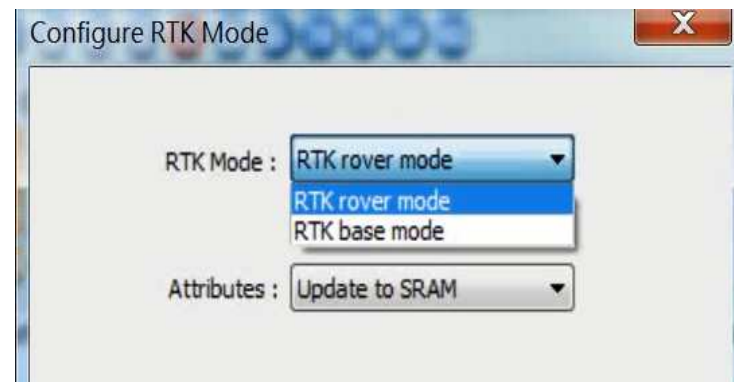 Configure RTK Mode
X
RTK Mode : RTK rover mode
RTK rover mode
RTK base mode
Attributes : Update to SRAM